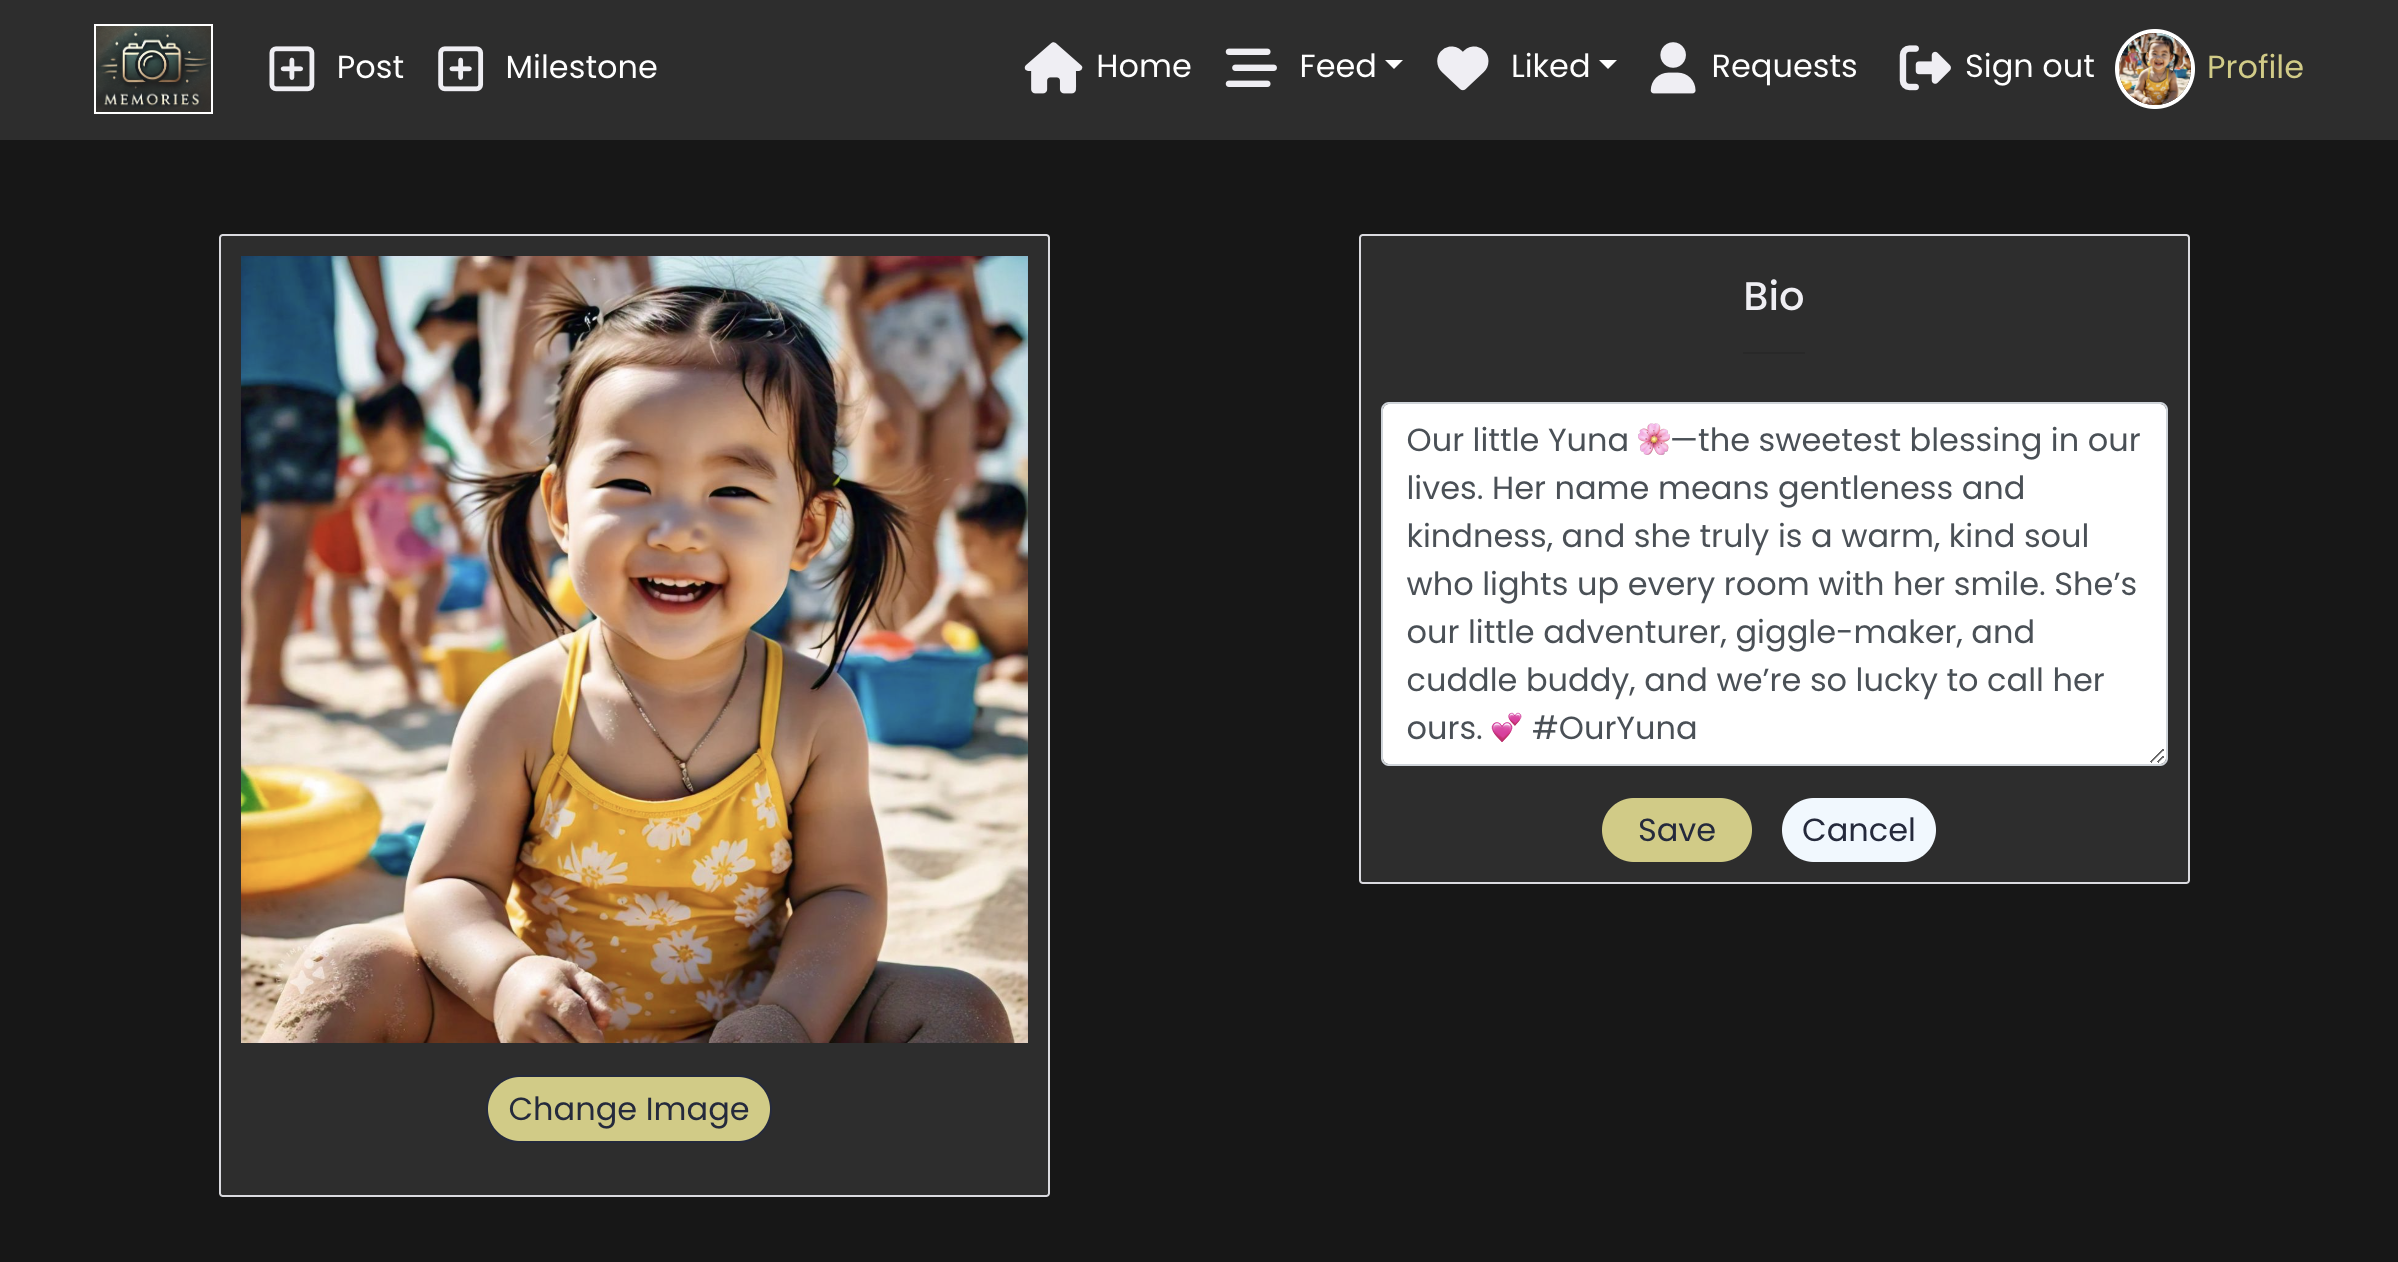 MEMORIES
Post
Milestone
Home
Feed
Liked
Requests
Sign out
Profile
Change Image
Bio
Our little Yuna 🌸—the sweetest blessing in our
lives. Her name means gentleness and
kindness, and she truly is a warm, kind soul
who lights up every room with her smile. She’s
our little adventurer, giggle-maker, and
cuddle buddy, and we’re so lucky to call her
ours. 💕 #OurYuna
Save
Cancel